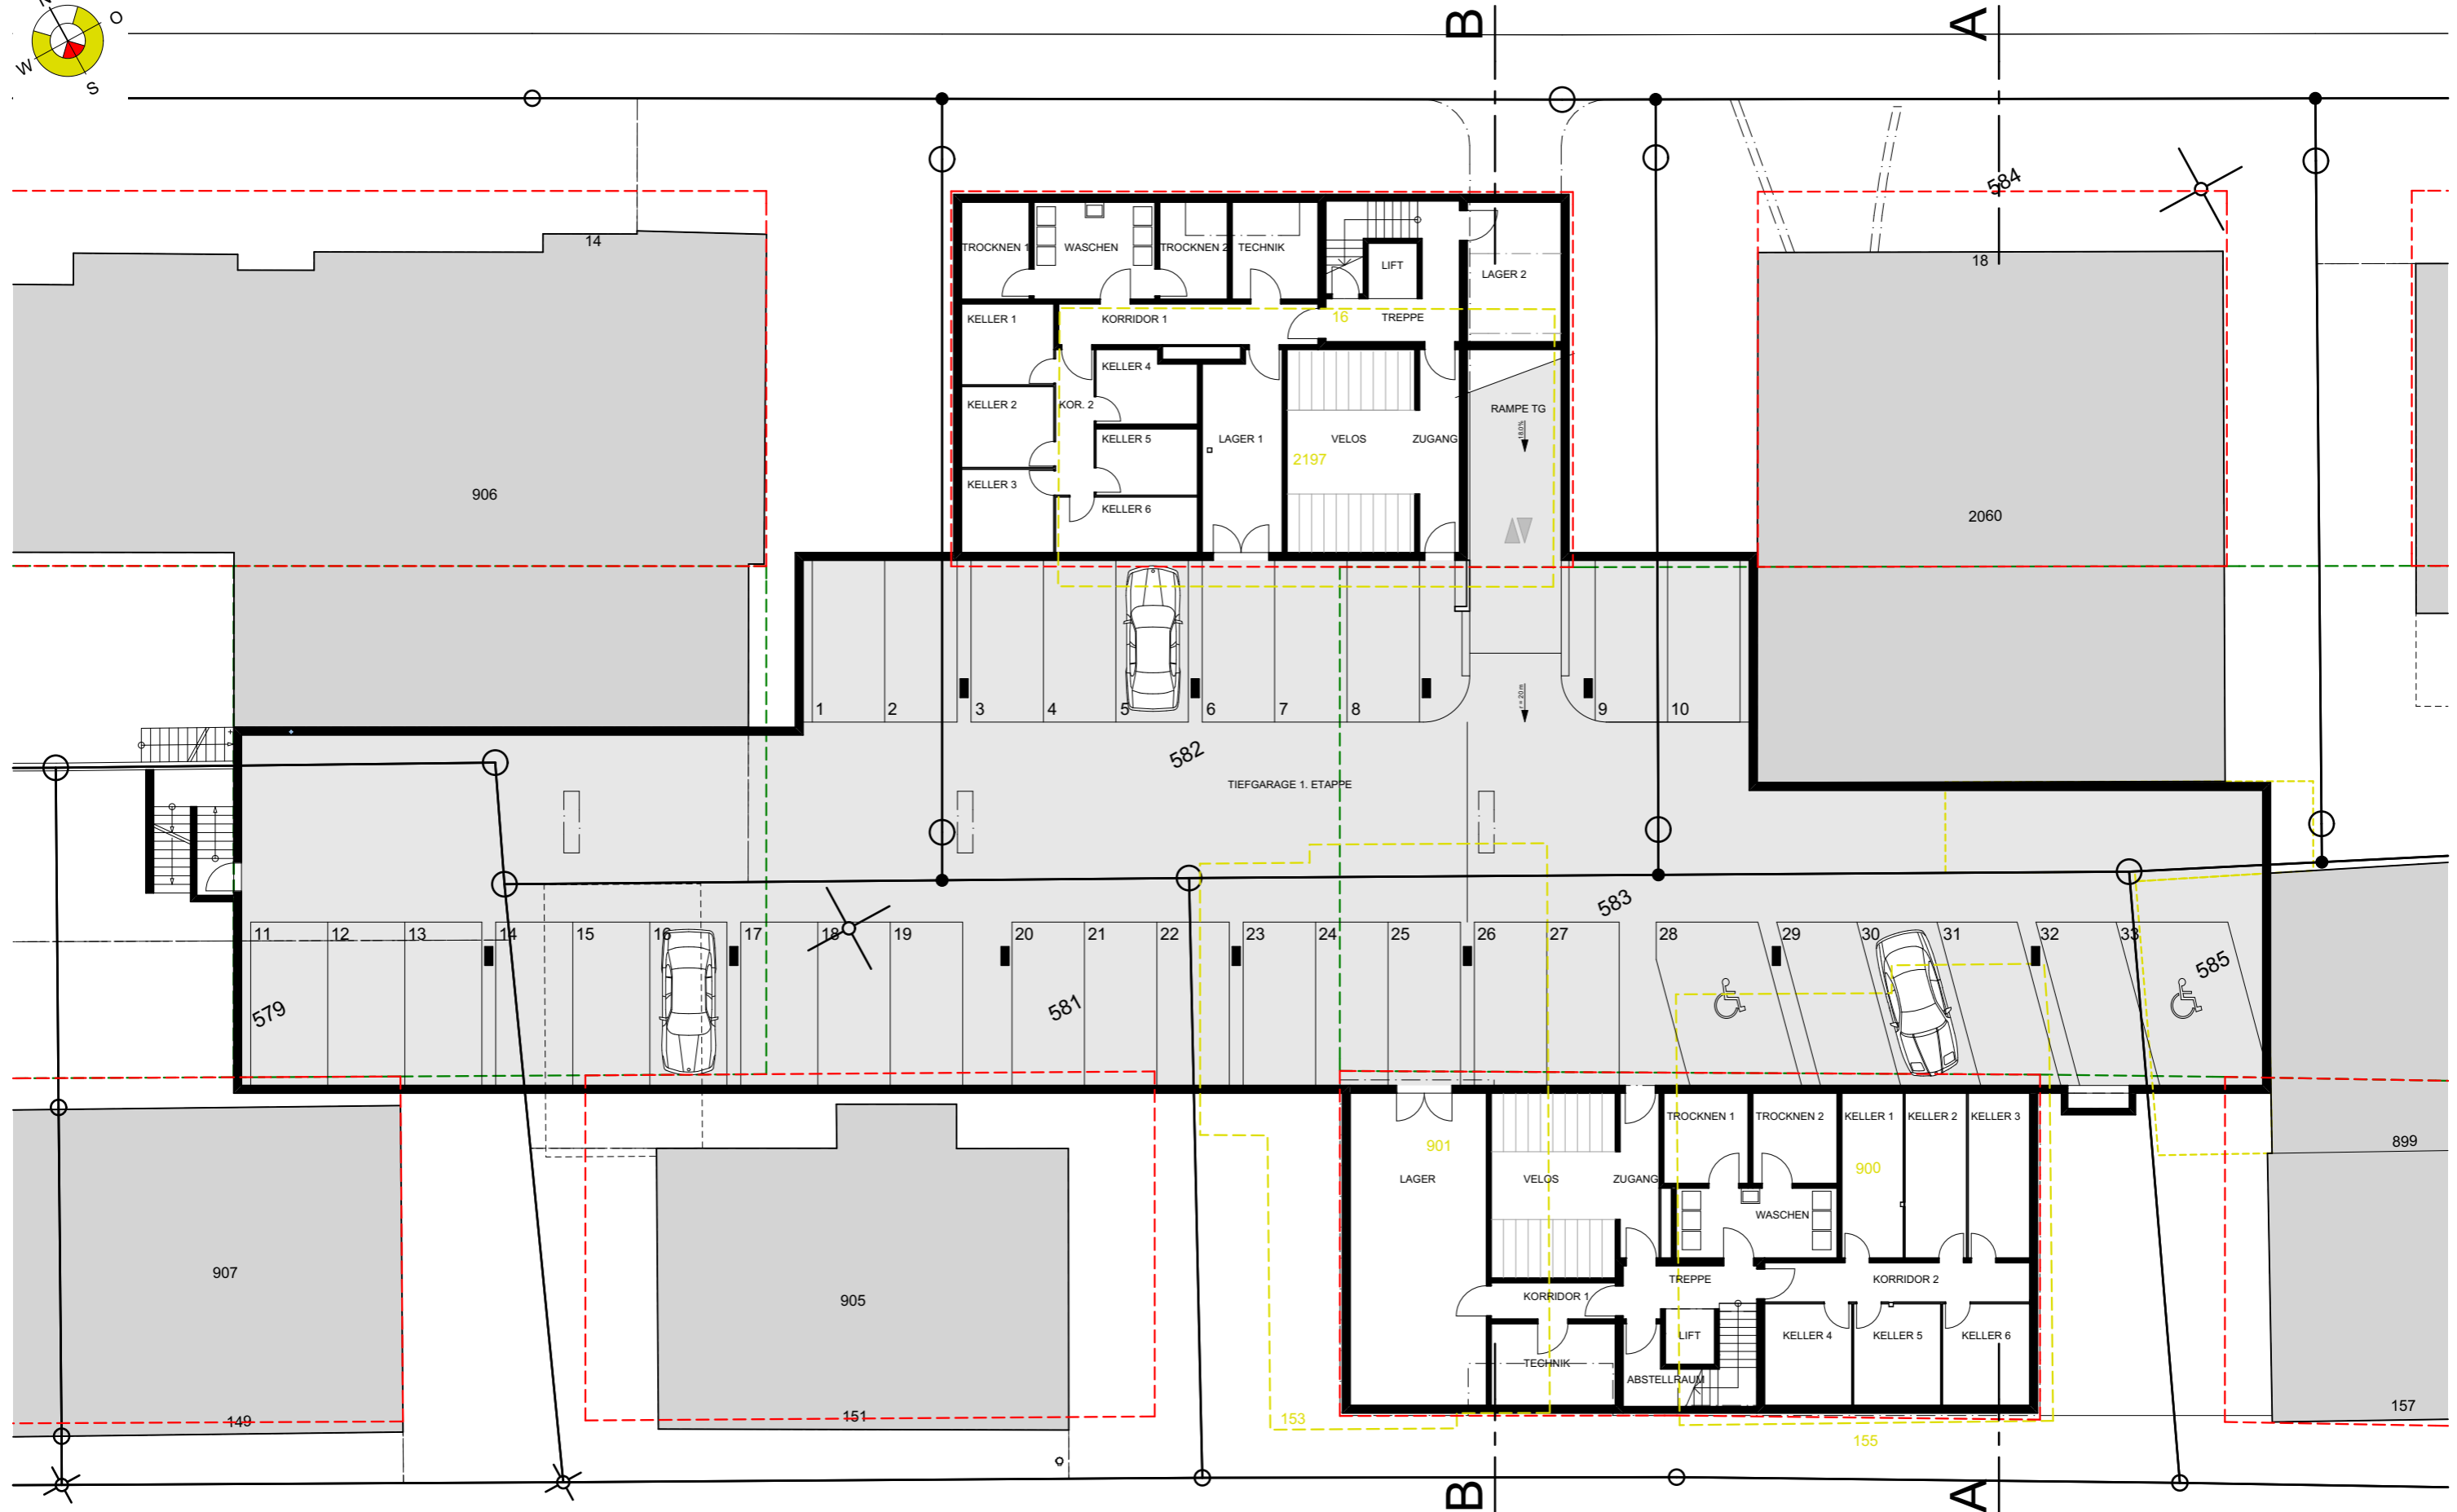 N
O
W
S
B
A
584
14
18
TROCKNEN 1
WASCHEN
TROCKNEN 2
TECHNIK
LIFT
LAGER 2
KELLER 1
KORRIDOR 1
16
TREPPE
KELLER 4
KELLER 2
KOR. 2
RAMPE TG
18.0%
KELLER 5
LAGER 1
VELOS
ZUGANG
2197
KELLER 3
KELLER 6
906
2060
1
2
3
4
5
6
7
8
9
10
582
TIEFGARAGE 1. ETAPPE
583
11
12
13
14
15
16
17
18
19
20
21
22
23
24
25
26
27
28
29
30
31
32
33
579
581
585
TROCKNEN 1
TROCKNEN 2
KELLER 1
KELLER 2
KELLER 3
901
900
899
LAGER
VELOS
ZUGANG
WASCHEN
907
905
TREPPE
KORRIDOR 2
KORRIDOR 1
LIFT
KELLER 4
KELLER 5
KELLER 6
TECHNIK
ABSTELLRAUM
149
151
153
155
157
B
A